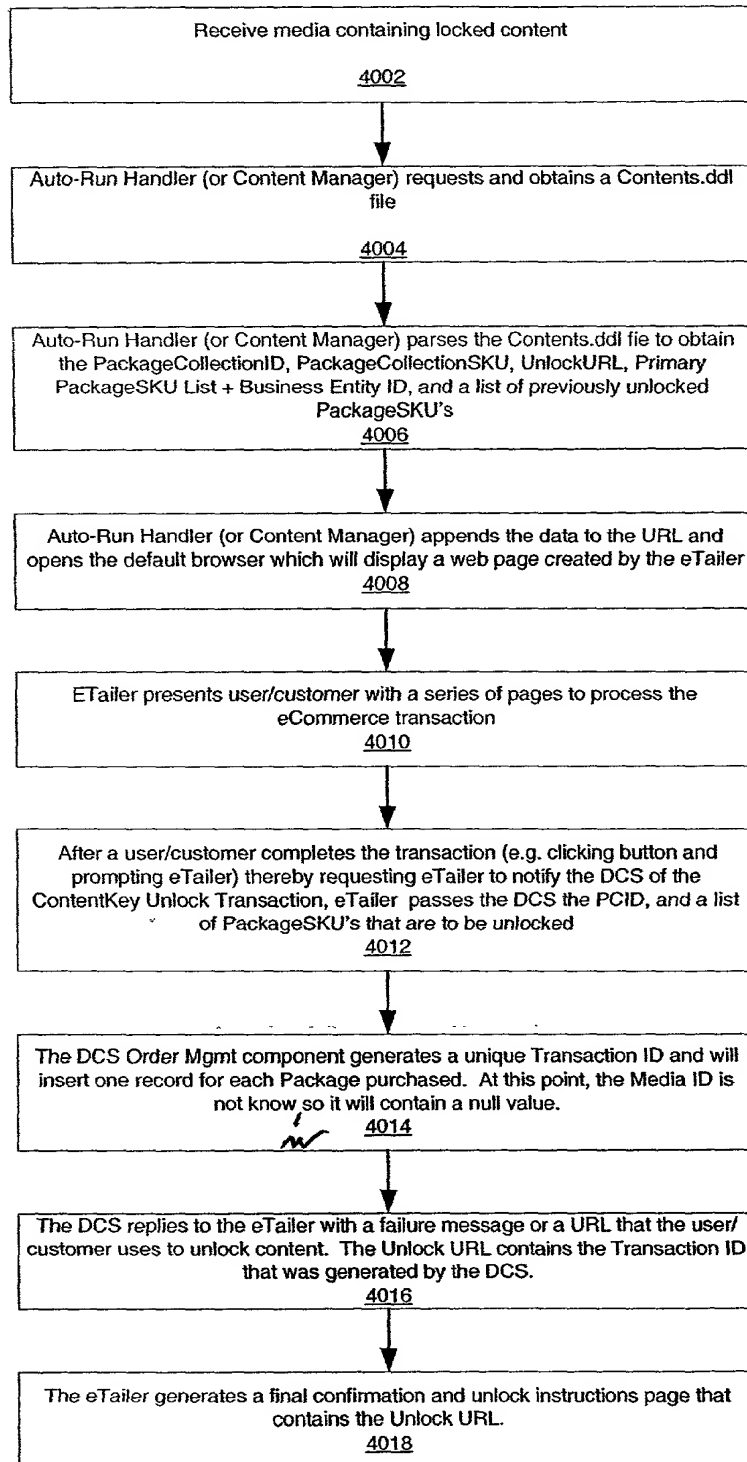 Receive media containing locked content
4002
Auto-Run Handler (or Content Manager) requests and obtains a Contents.ddl
file
4004
Auto-Run Handler (or Content Manager) parses the Contents.ddl fie to obtain
the PackageCollectionID, PackageCollectionSKU, UnlockURL, Primary
PackageSKU List + Business Entity ID, and a list of previously unlocked
PackageSKU's
4006
Auto-Run Handler (or Content Manager) appends the data to the URL and
opens the default browser which will display a web page created by the eTailer
4008
ETailer presents user/customer with a series of pages to process the
eCommerce transaction
4010
After a user/customer completes the transaction (e.g. clicking button and
prompting eTailer) thereby requesting eTailer to notify the DCS of the
ContentKey Unlock Transaction, eTailer passes the DCS the PCID, and a list
of PackageSKU's that are to be unlocked
4012
The DCS Order Mgmt component generates a unique Transaction ID and will
insert one record for each Package purchased. At this point, the Media ID is
not know so it will contain a null value.
4014
The DCS replies to the eTailer with a failure message or a URL that the user/
customer uses to unlock content. The Unlock URL contains the Transaction ID
that was generated by the DCS.
4016
The eTailer generates a final confirmation and unlock instructions page that
contains the Unlock URL.
4018